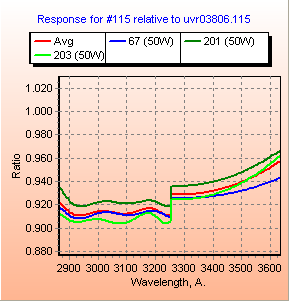 Response for #115 relative to uvr03806.115
Avg 67 (50W) 201 (50W)
203 (50W)
1.020
1.000
0.980
0.960
0.940
0.920
0.900
0.880
Ratio
2900 3000 3100 3200 3300 3400 3500 3600
Wavelength, A.